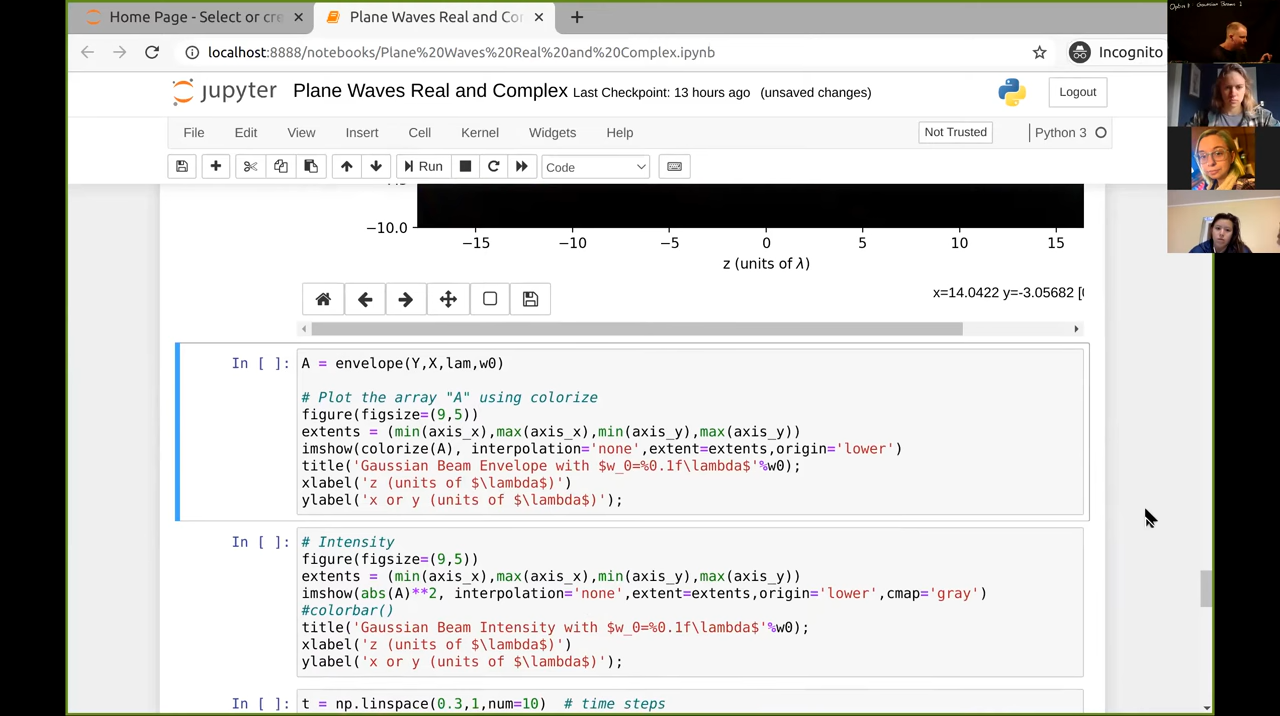 Home Page - Select or cre
Plane Waves Real and Cor
localhost:8888/notebooks/Plane%20Waves%20Real%20and%20Complex.ipynb
Incognito
jupyter Plane Waves Real and Complex Last Checkpoint: 13 hours ago (unsaved changes)
Logout
File Edit View Insert Cell Kernel Widgets Help
Not Trusted
Python 3
Run
Code
−10.0
−15 −10 −5 0 5 10 15
z (units of λ)
x=14.0422 y=-3.05682 [
In [ ]:
A = envelope(Y,X,lam,w0)
# Plot the array "A" using colorize
figure(figsize=(9,5))
extents = (min(axis_x),max(axis_x),min(axis_y),max(axis_y))
imshow(colorize(A), interpolation='none',extent=extents,origin='lower')
title('Gaussian Beam Envelope with $w_0=%0.1f\lambda$'%w0);
xlabel('z (units of $\lambda$)')
ylabel('x or y (units of $\lambda$)');
In [ ]:
# Intensity
figure(figsize=(9,5))
extents = (min(axis_x),max(axis_x),min(axis_y),max(axis_y))
imshow(abs(A)**2, interpolation='none',extent=extents,origin='lower',cmap='gray')
#colorbar()
title('Gaussian Beam Intensity with $w_0=%0.1f\lambda$'%w0);
xlabel('z (units of $\lambda$)')
ylabel('x or y (units of $\lambda$)');
In [ ]:
t = np.linspace(0.3,1,num=10) # time steps